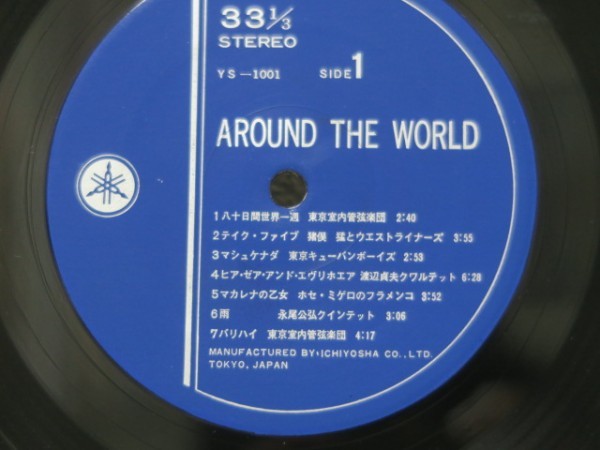 33 1/3
STEREO
YS-1001 SIDE 1
AROUND THE WORLD
1 八十日間世界一週 東京室内管弦楽団 2:40
2 テイク・ファイブ 猪俣 猛とウエストライナーズ 3:55
3 マシュケナダ 東京キューバンボーイズ 2:53
4 ヒア・ゼア・アンド・エヴリホエア 渡辺貞夫クワルテット 6:28
5 マカレナの乙女 ホセ・ミゲロのフラメンコ 3:52
6 雨 永尾公弘クインテット 3:06
7 バリハイ 東京室内管弦楽団 4:17
MANUFACTURED BY:ICHIYOSHA CO.,LTD.
TOKYO, JAPAN